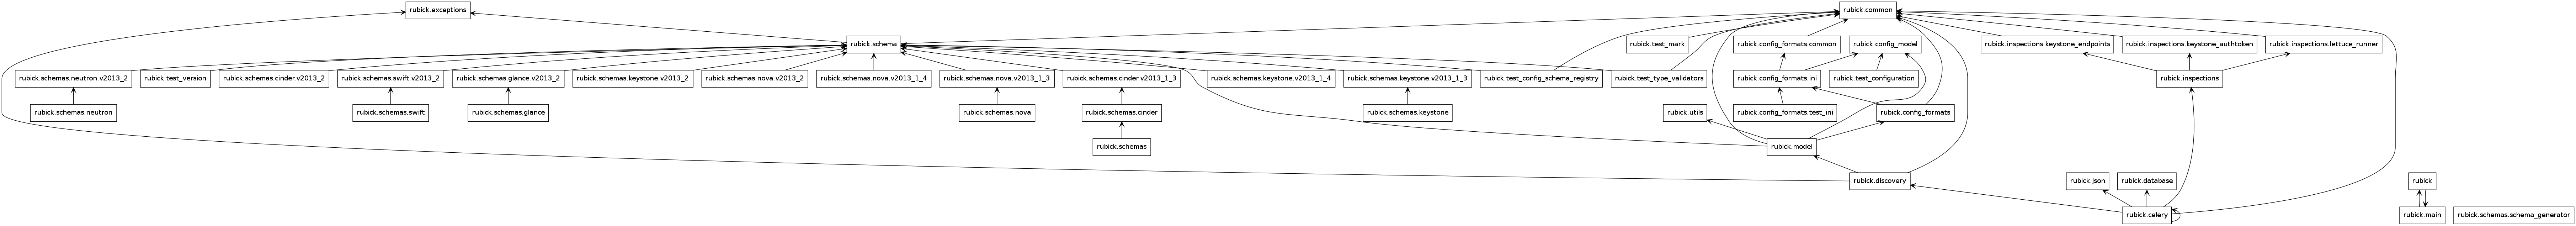 rubick.exceptions
rubick.common
rubick.schema
rubick.test_mark
rubick.config_formats.common
rubick.config_model
rubick.inspections.keystone_endpoints
rubick.inspections.keystone_authtoken
rubick.inspections.lettuce_runner
rubick.schemas.neutron.v2013_2
rubick.test_version
rubick.schemas.cinder.v2013_2
rubick.schemas.swift.v2013_2
rubick.schemas.glance.v2013_2
rubick.schemas.keystone.v2013_2
rubick.schemas.nova.v2013_2
rubick.schemas.nova.v2013_1_4
rubick.schemas.nova.v2013_1_3
rubick.schemas.cinder.v2013_1_3
rubick.schemas.keystone.v2013_1_4
rubick.schemas.keystone.v2013_1_3
rubick.test_config_schema_registry
rubick.test_type_validators
rubick.config_formats.ini
rubick.test_configuration
rubick.inspections
rubick.schemas.neutron
rubick.schemas.swift
rubick.schemas.glance
rubick.schemas.nova
rubick.schemas.cinder
rubick.schemas.keystone
rubick.utils
rubick.config_formats.test_ini
rubick.config_formats
rubick.schemas
rubick.model
rubick.discovery
rubick.json
rubick.database
rubick
rubick.celery
rubick.main
rubick.schemas.schema_generator